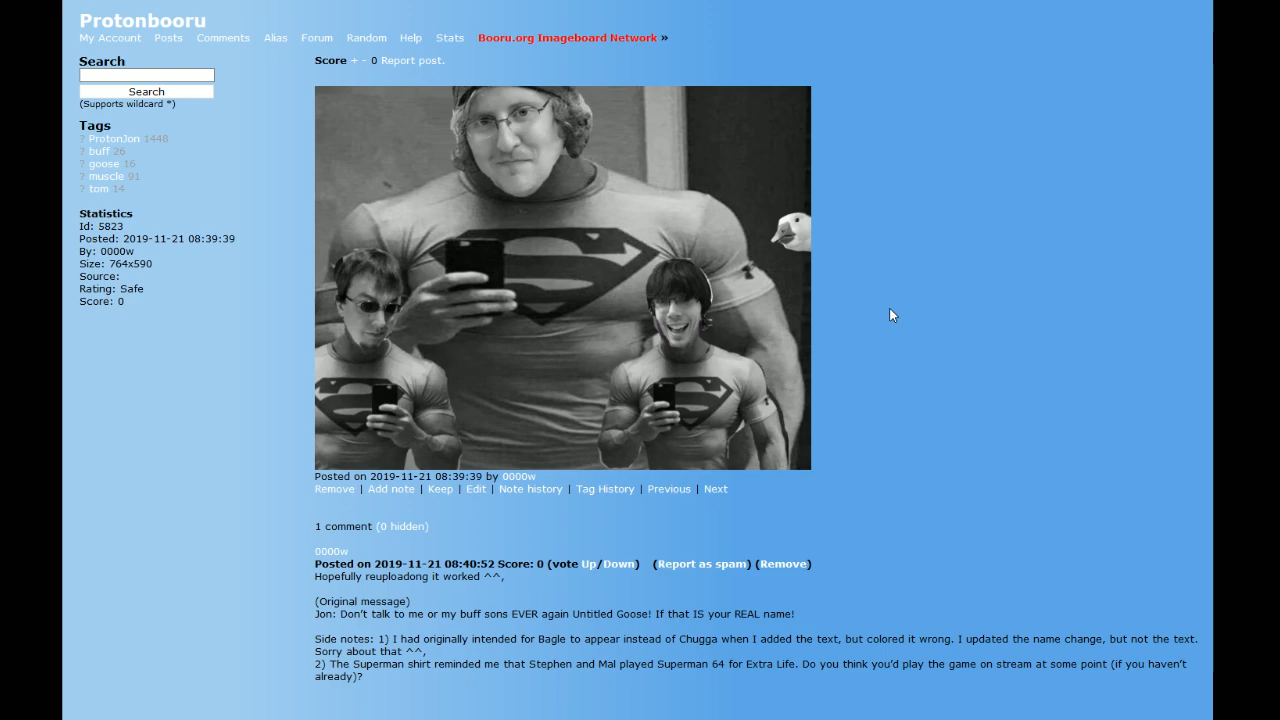 Protonbooru
My Account Posts Comments Alias Forum Random Help Stats Booru.org Imageboard Network »
Search
Search
(Supports wildcard *)
Tags
? ProtonJon 1448
? buff 26
? goose 16
? muscle 91
? tom 14
Statistics
Id: 5823
Posted: 2019-11-21 08:39:39
By: 0000w
Size: 764x590
Source:
Rating: Safe
Score: 0
Score + - 0 Report post.
Posted on 2019-11-21 08:39:39 by 0000w
Remove | Add note | Keep | Edit | Note history | Tag History | Previous | Next
1 comment (0 hidden)
0000w
Posted on 2019-11-21 08:40:52 Score: 0 (vote Up/Down) (Report as spam) (Remove)
Hopefully reuploadong it worked ^^,
(Original message)
Jon: Don’t talk to me or my buff sons EVER again Untitled Goose! If that IS your REAL name!
Side notes: 1) I had originally intended for Bagle to appear instead of Chugga when I added the text, but colored it wrong. I updated the name change, but not the text.
Sorry about that ^^,
2) The Superman shirt reminded me that Stephen and Mal played Superman 64 for Extra Life. Do you think you’d play the game on stream at some point (if you haven’t
already)?